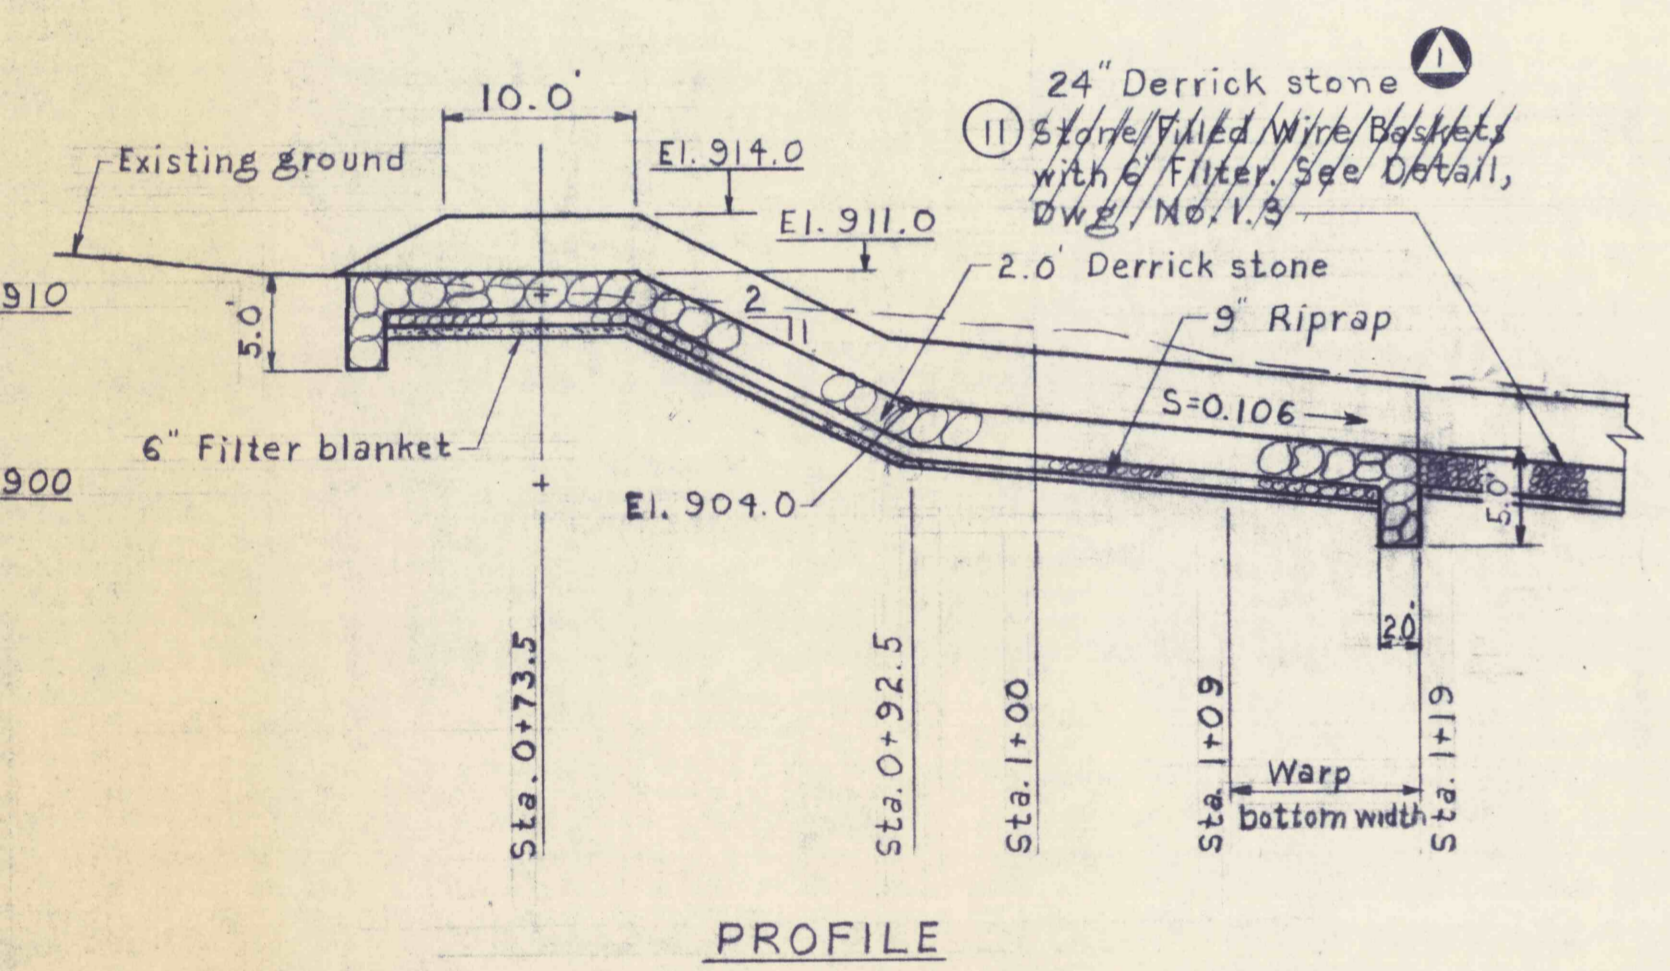 10.0'
24" Derrick stone
1
11
Stone Filled Wire Baskets
with 6" Filter. See Detail,
Dwg. No. 1.3
Existing ground
El. 914.0
El. 911.0
2.0' Derrick stone
910
5.0'
2
1
9" Riprap
S=0.106
6" Filter blanket
900
El. 904.0
5.0'
2.0'
Sta. 0+73.5
Sta. 0+92.5
Sta. 1+00
Sta. 1+09
Sta. 1+19
Warp
bottom width
PROFILE